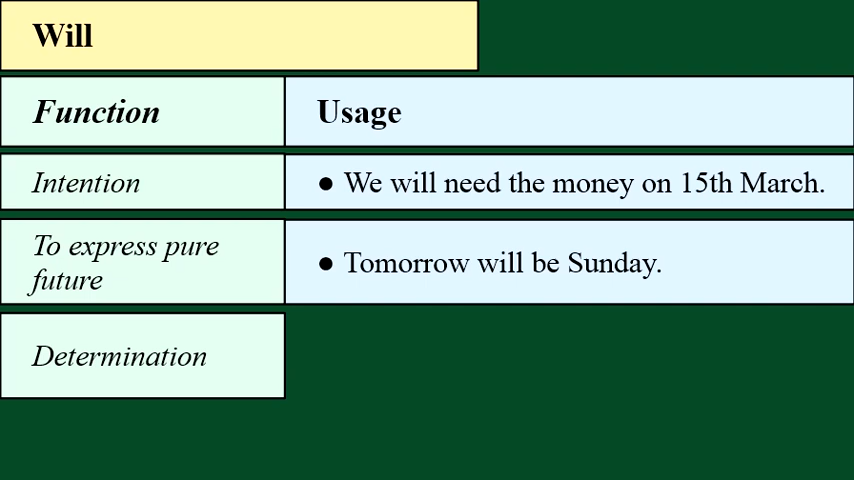 Will
Function Usage
Intention ● We will need the money on 15th March.
To express pure
future
● Tomorrow will be Sunday.
Determination